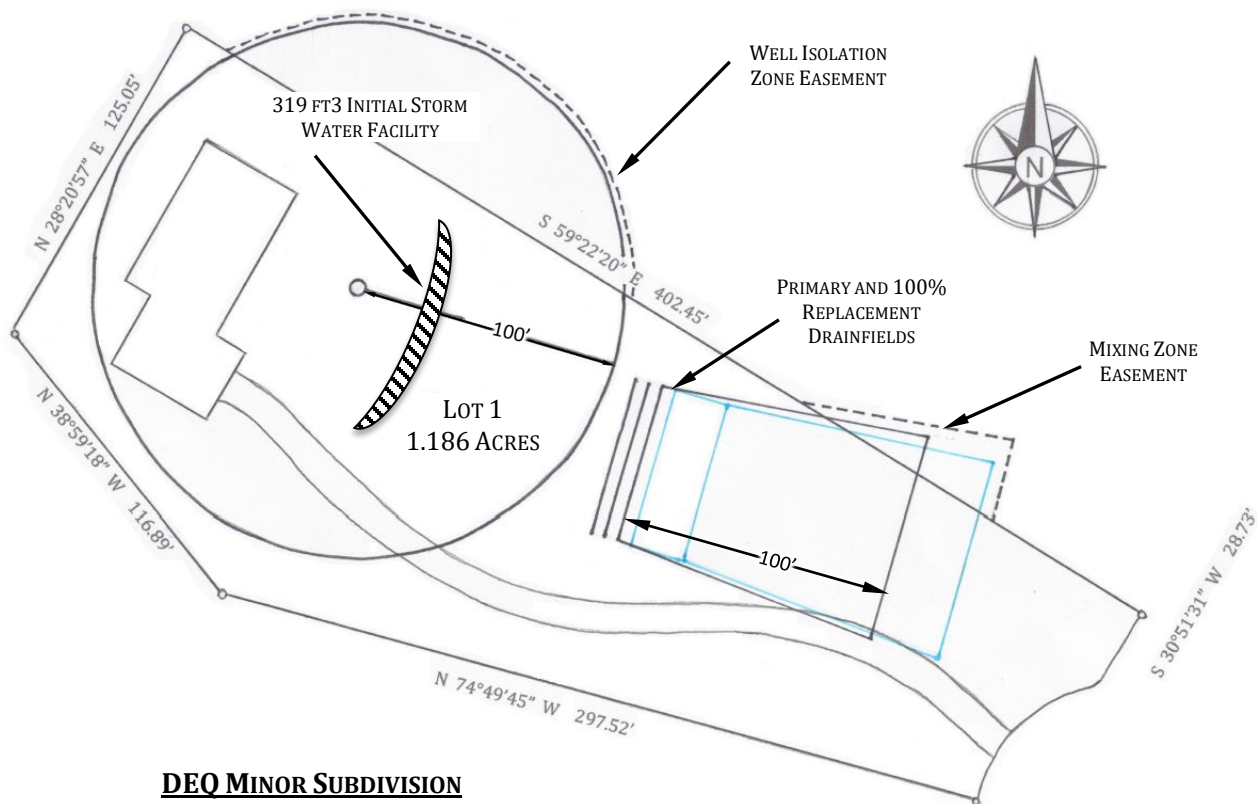 WELL ISOLATION
ZONE EASEMENT
319 FT3 INITIAL STORM
WATER FACILITY
N 28°20'57" E 125.05'
N
S 59°22'20" E 402.45'
PRIMARY AND 100%
REPLACEMENT
DRAINFIELDS
100'
MIXING ZONE
EASEMENT
LOT 1
1.186 ACRES
N 38°59'18" W 116.89'
100'
S 30°51'31" W 28.73'
N 74°49'45" W 297.52'
DEQ MINOR SUBDIVISION